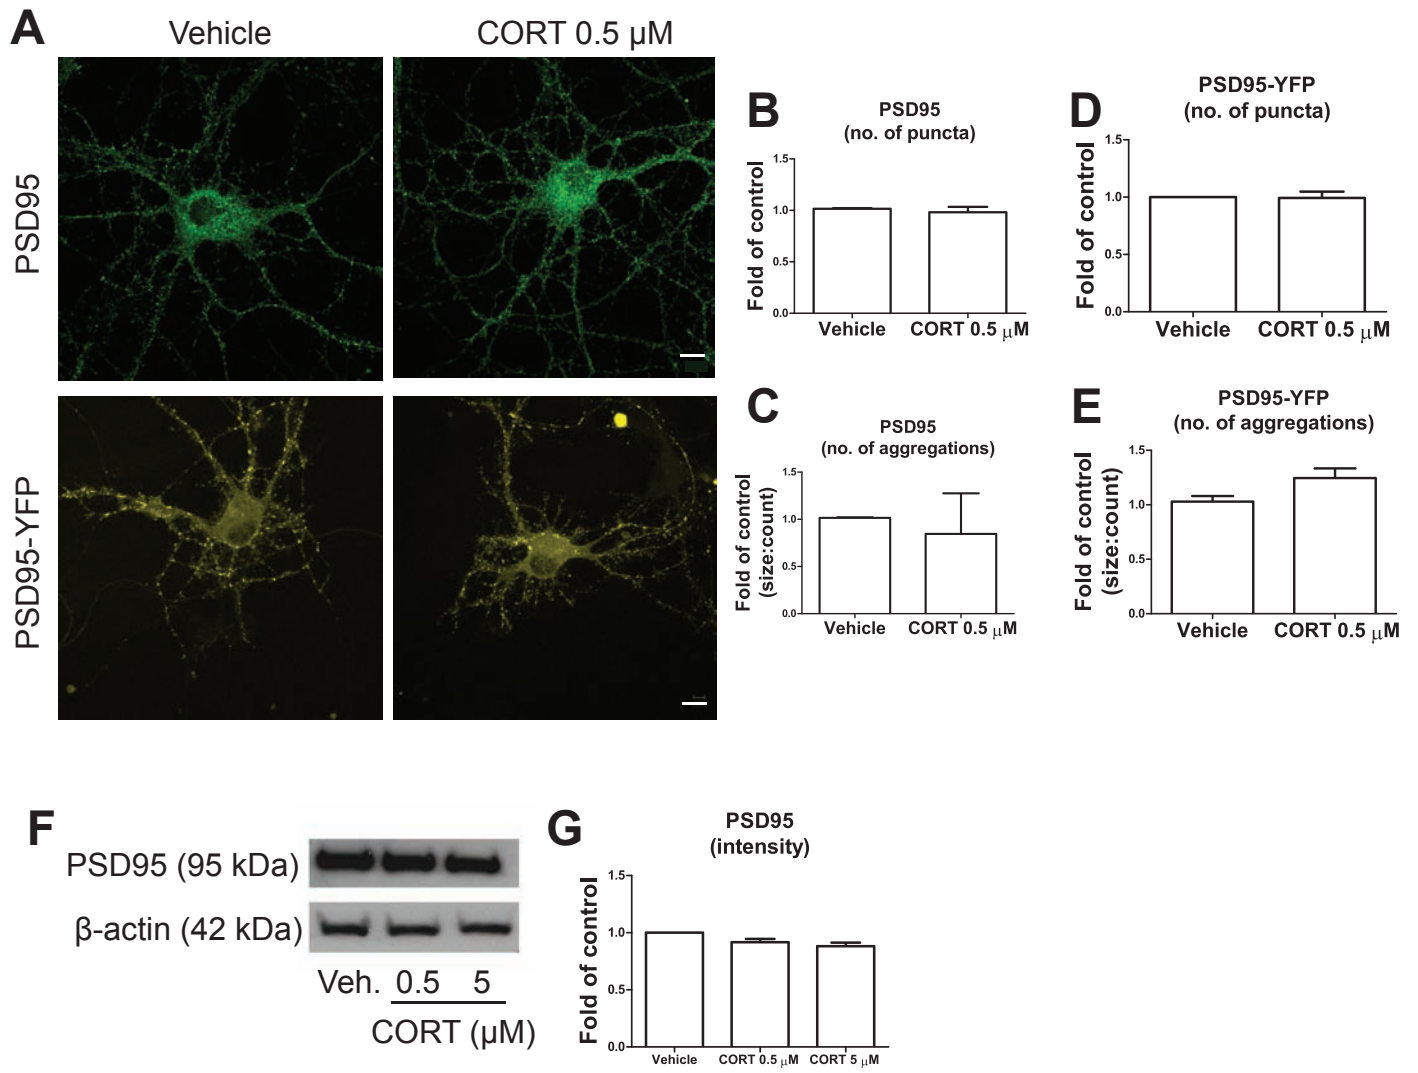 A
Vehicle
CORT 0.5 µM
PSD95
PSD95-YFP
B
PSD95
(no. of puncta)
Fold of control
1.5
1.0
0.5
0.0
Vehicle
CORT 0.5 µM
D
PSD95-YFP
(no. of puncta)
Fold of control
1.5
1.0
0.5
0.0
Vehicle
CORT 0.5 µM
C
PSD95
(no. of aggregations)
Fold of control
(size:count)
1.5
1.0
0.5
0.0
Vehicle
CORT 0.5 µM
E
PSD95-YFP
(no. of aggregations)
Fold of control
(size:count)
1.5
1.0
0.5
0.0
Vehicle
CORT 0.5 µM
F
PSD95 (95 kDa)
β-actin (42 kDa)
Veh. 0.5 5
CORT (µM)
G
PSD95
(intensity)
Fold of control
1.5
1.0
0.5
0.0
Vehicle
CORT 0.5 µM
CORT 5 µM